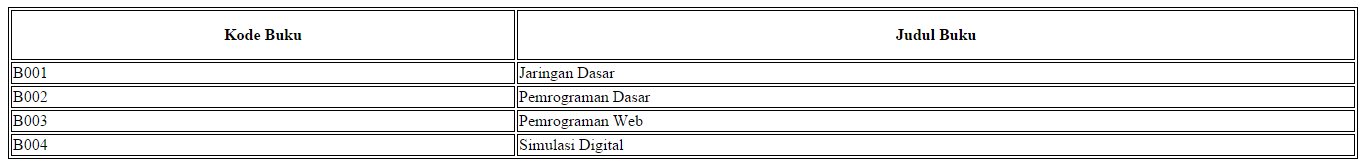 Kode Buku Judul Buku
B001 Jaringan Dasar
B002 Pemrograman Dasar
B003 Pemrograman Web
B004 Simulasi Digital